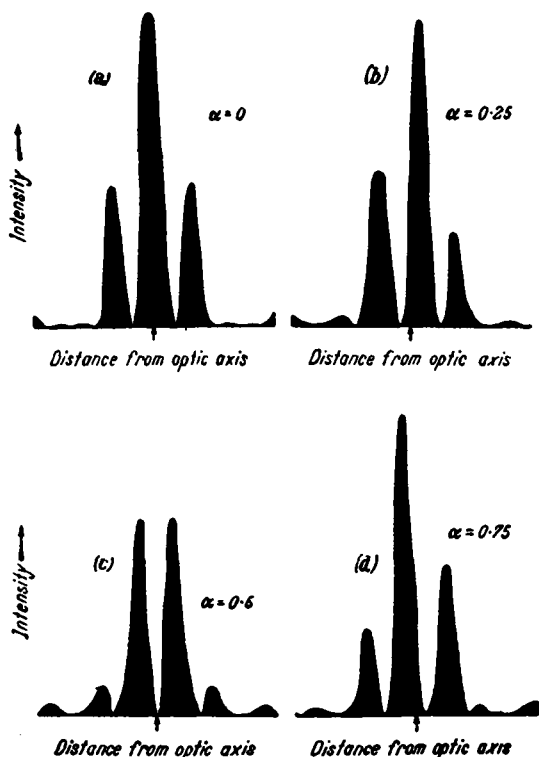 (a)
α = 0
Intensity
Distance from optic axis
(b)
α = 0·25
Distance from optic axis
(c)
α = 0·6
Intensity
Distance from optic axis
(d)
α = 0·75
Distance from optic axis